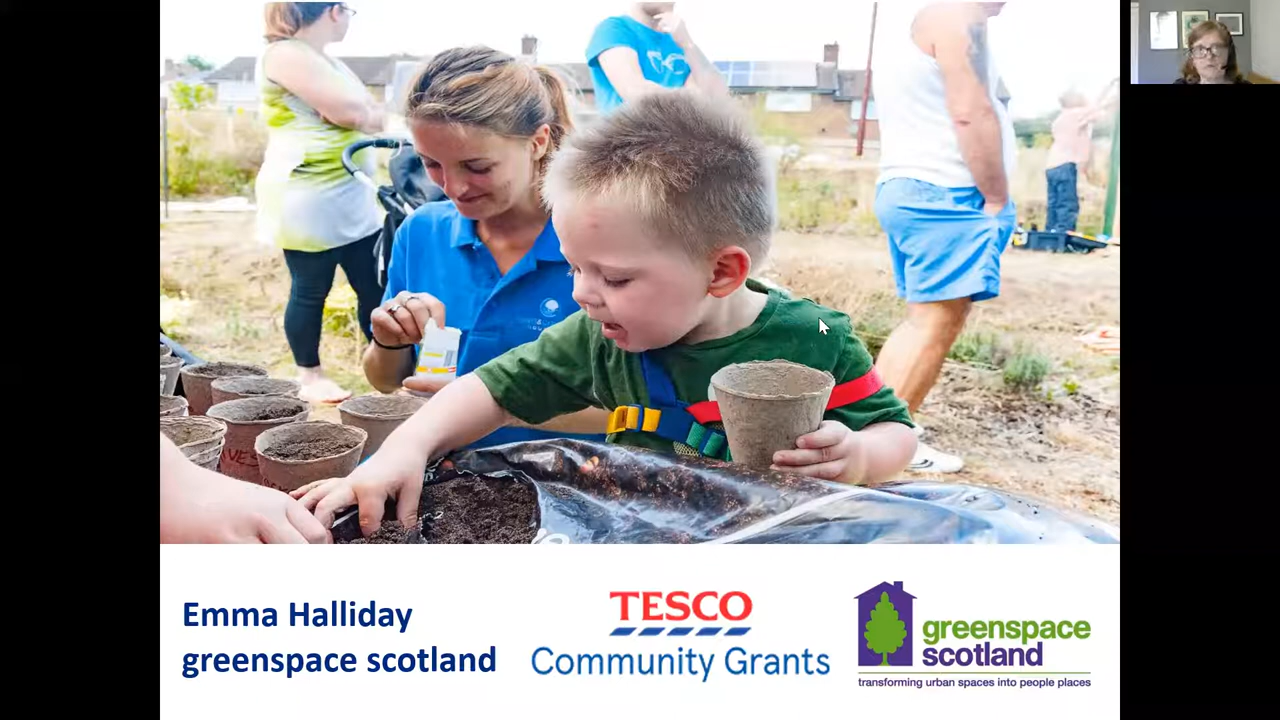 Emma Halliday
greenspace scotland
TESCO
Community Grants
greenspace
scotland
transforming urban spaces into people places